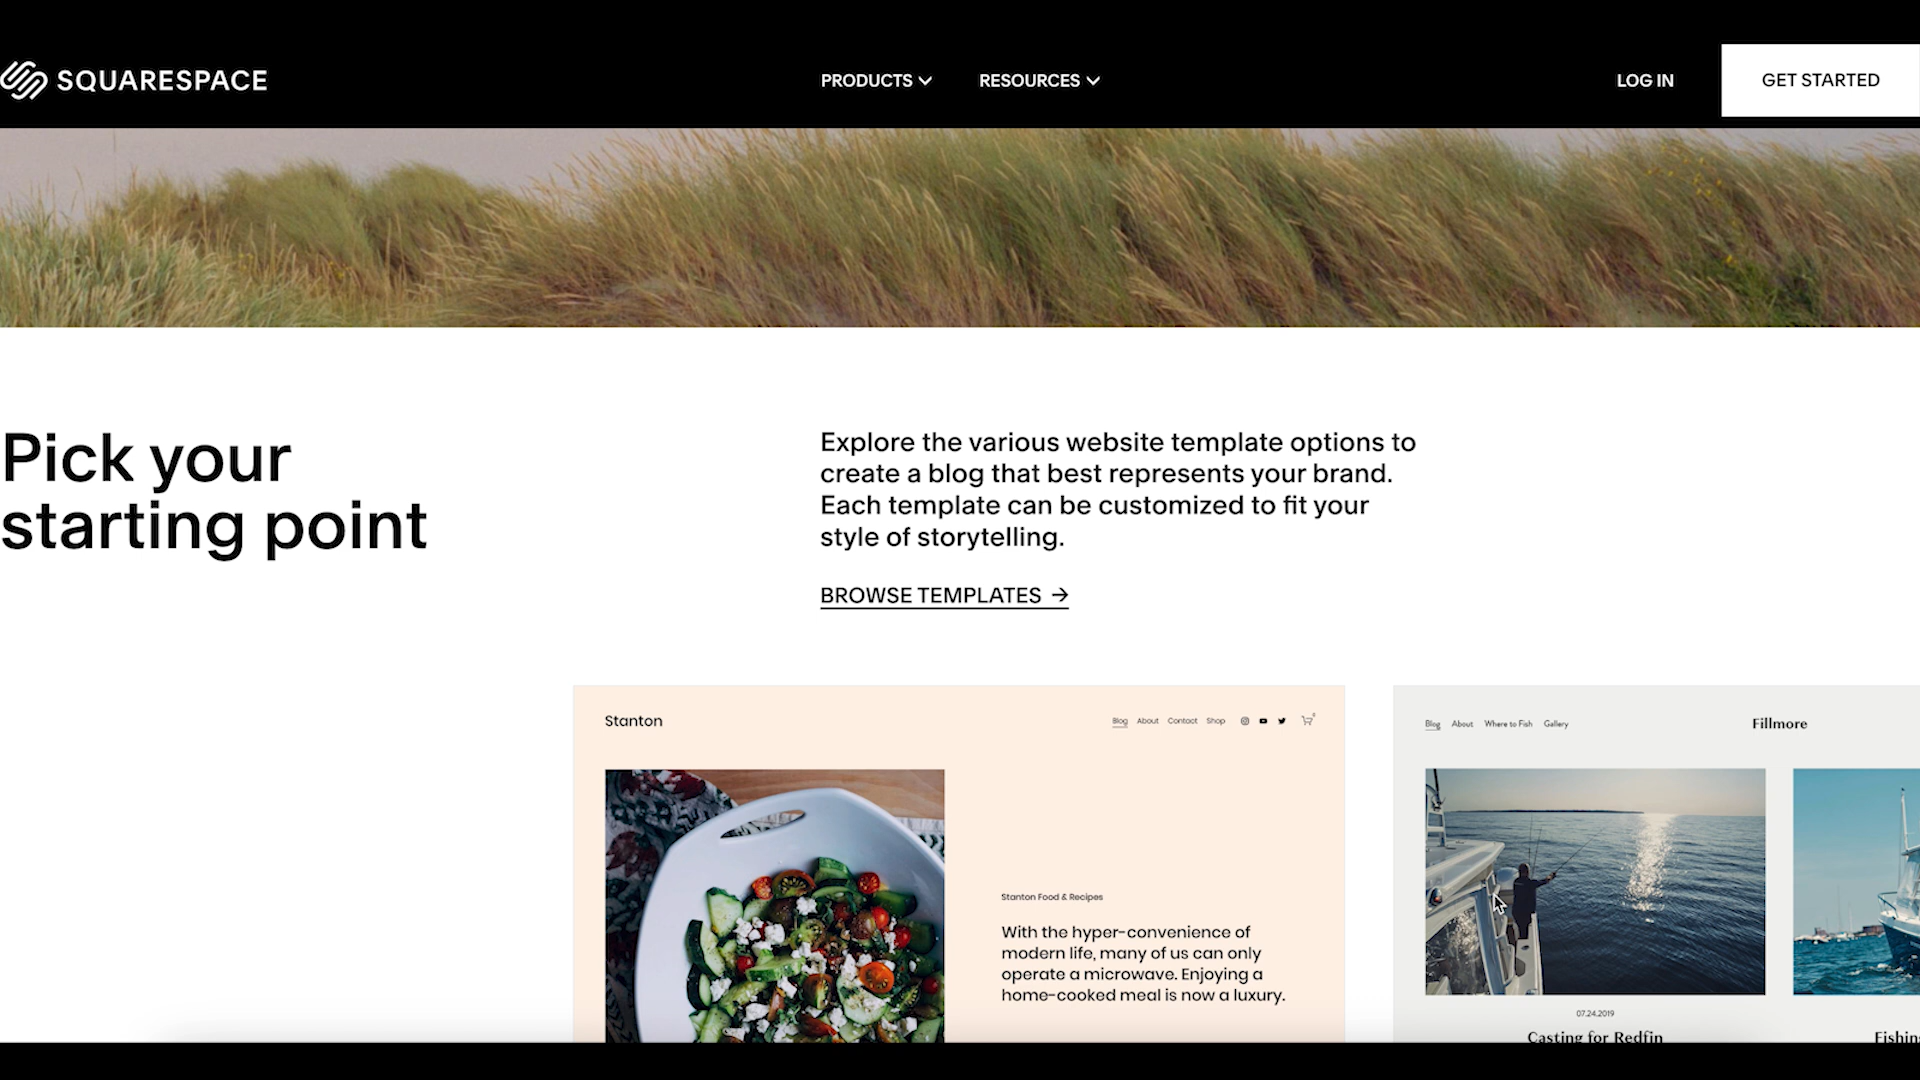 SQUARESPACE
PRODUCTS
RESOURCES
LOG IN
GET STARTED
Pick your
starting point
Explore the various website template options to
create a blog that best represents your brand.
Each template can be customized to fit your
style of storytelling.
BROWSE TEMPLATES →
Stanton
Blog About Contact Shop
0
Stanton Food & Recipes
With the hyper-convenience of
modern life, many of us can only
operate a microwave. Enjoying a
home-cooked meal is now a luxury.
Blog About Where to Fish Gallery
Fillmore
07.24.2019
Casting for Redfin
Fishin